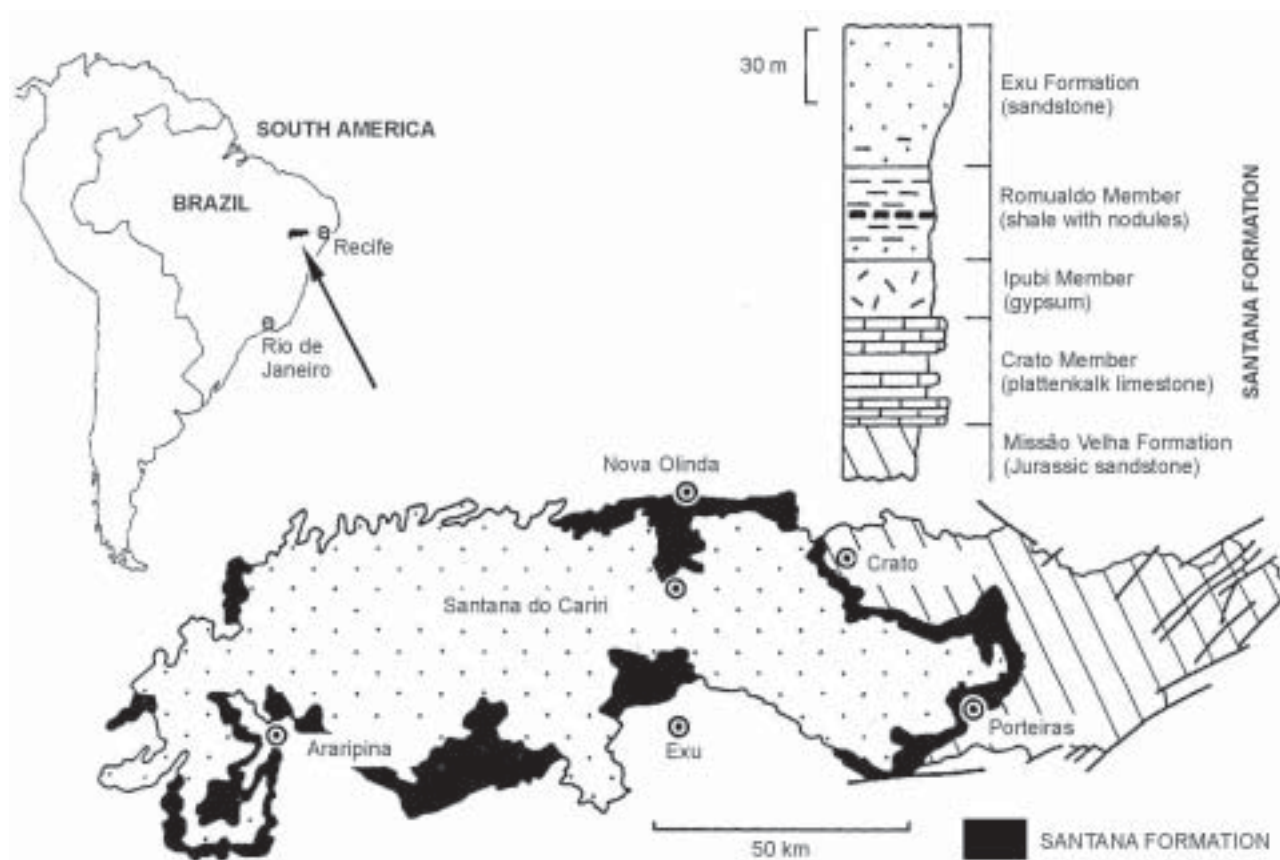 SOUTH AMERICA
BRAZIL
Recife
Rio de
Janeiro
30 m
Exu Formation
(sandstone)
Romualdo Member
(shale with nodules)
Ipubi Member
(gypsum)
Crato Member
(plattenkalk limestone)
Missão Velha Formation
(Jurassic sandstone)
SANTANA FORMATION
Nova Olinda
Crato
Santana do Cariri
Araripina
Exu
Porteiras
50 km
SANTANA FORMATION